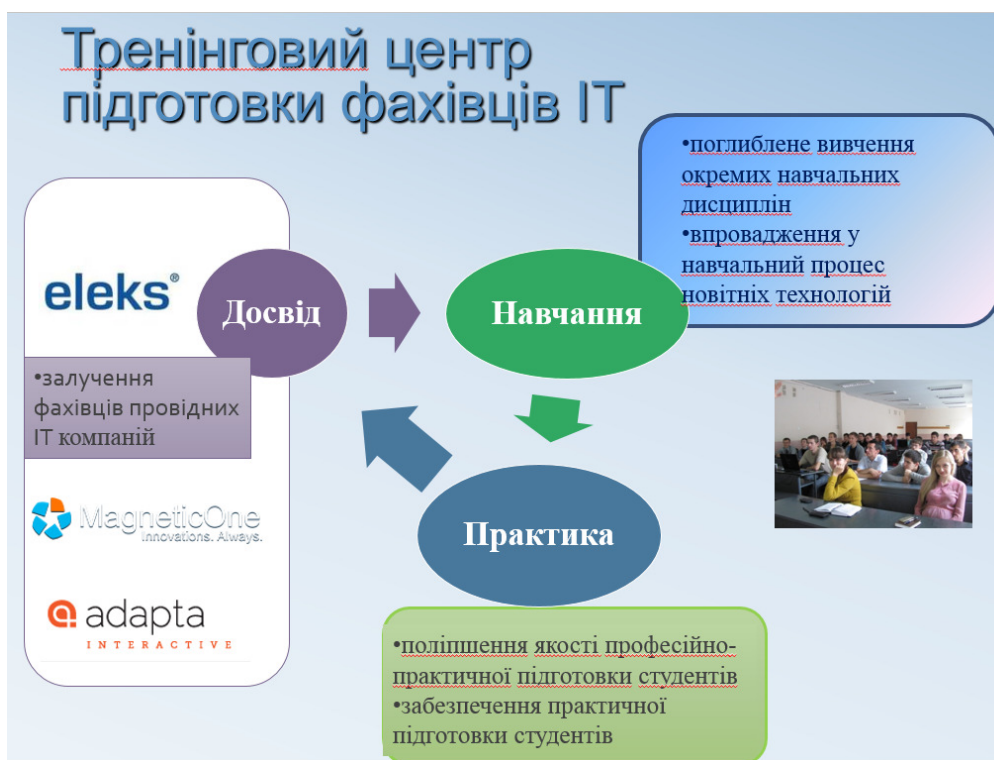 Тренінговий центр
підготовки фахівців ІТ
•поглиблене вивчення
окремих навчальних
дисциплін
•впровадження у
навчальний процес
новітніх технологій
eleks®
Досвід
Навчання
•залучення
фахівців провідних
ІТ компаній
MagneticOne
Innovations. Always.
Практика
adapta
INTERACTIVE
•поліпшення якості професійно-
практичної підготовки студентів
•забезпечення практичної
підготовки студентів